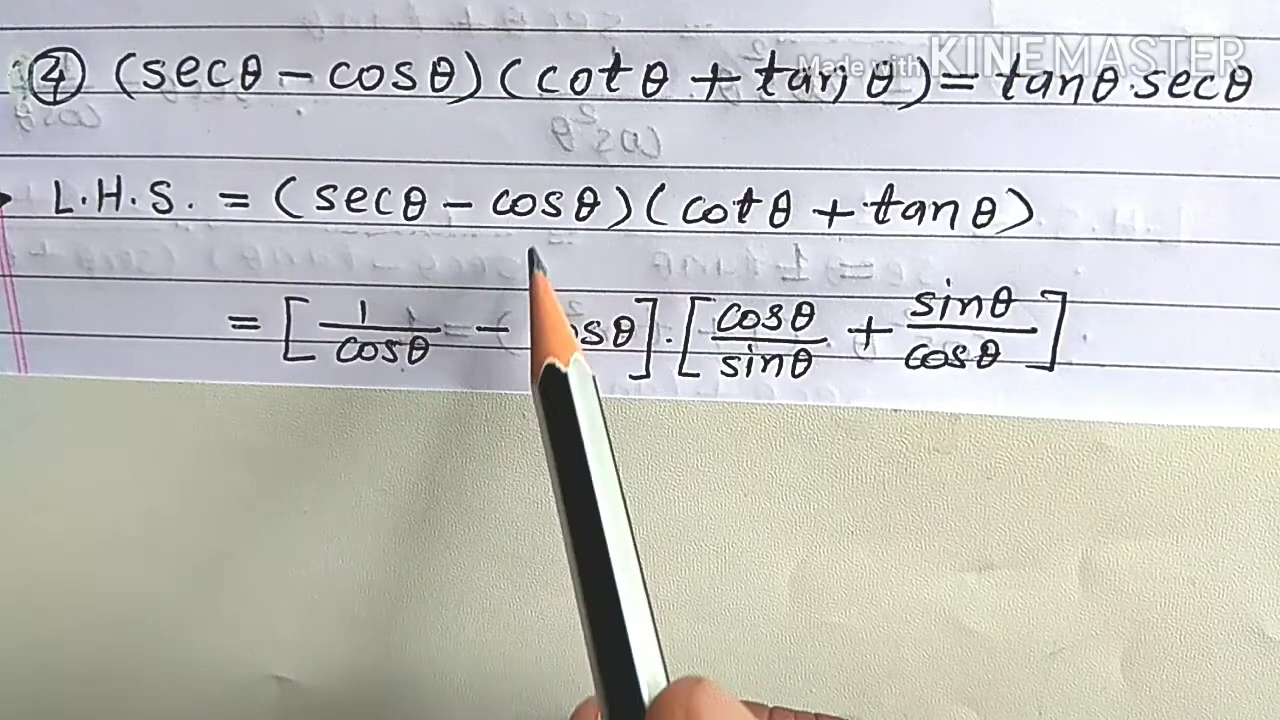 ④ (secθ − cosθ)(cotθ + tanθ) = tanθ.secθ
Made with KINEMASTER
L.H.S. = (secθ − cosθ)(cotθ + tanθ)
= [1/cosθ − cosθ].[cosθ/sinθ + sinθ/cosθ]